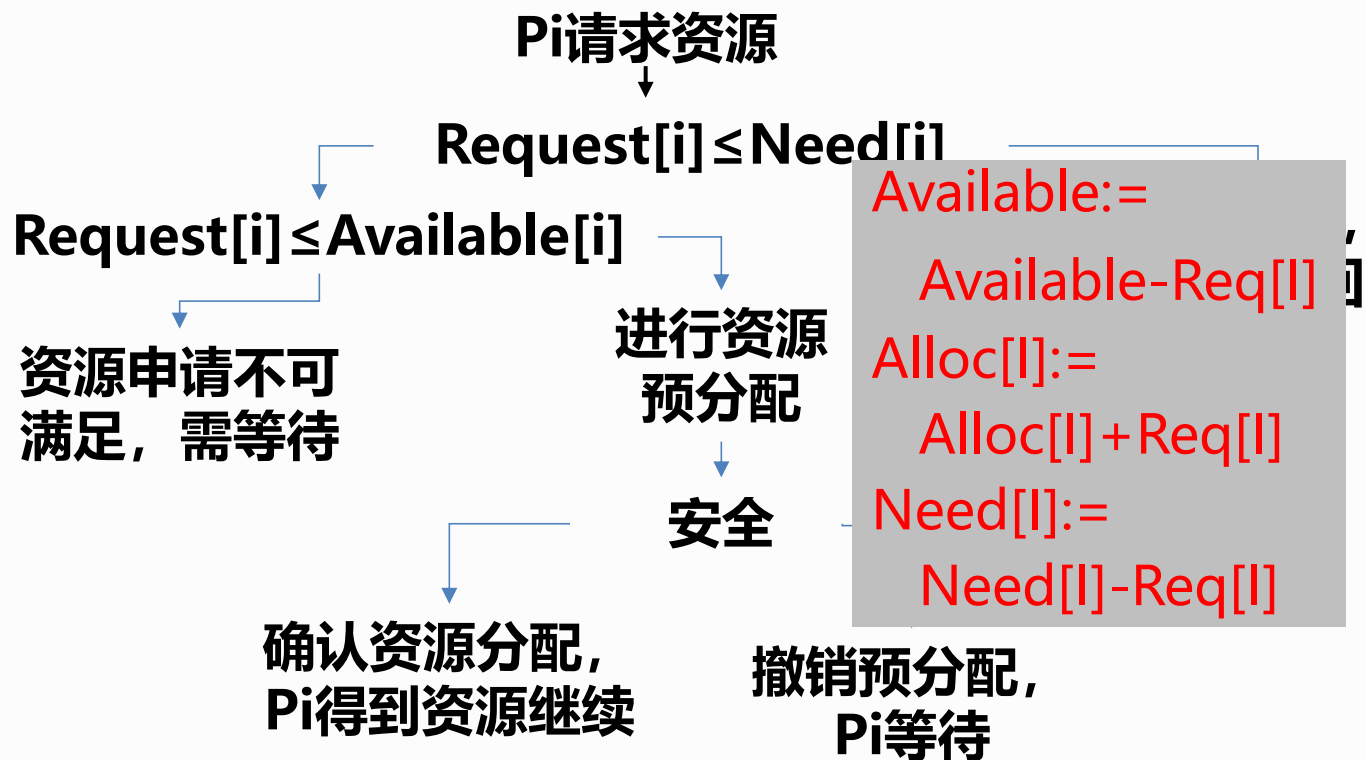 Pi请求资源
Request[i]≤Need[i]
Request[i]≤Available[i]
资源申请不可
满足，需等待
进行资源
预分配
安全
确认资源分配，
Pi得到资源继续
撤销预分配，
Pi等待
Available:=
Available-Req[I]
Alloc[I]:=
Alloc[I]+Req[I]
Need[I]:=
Need[I]-Req[I]